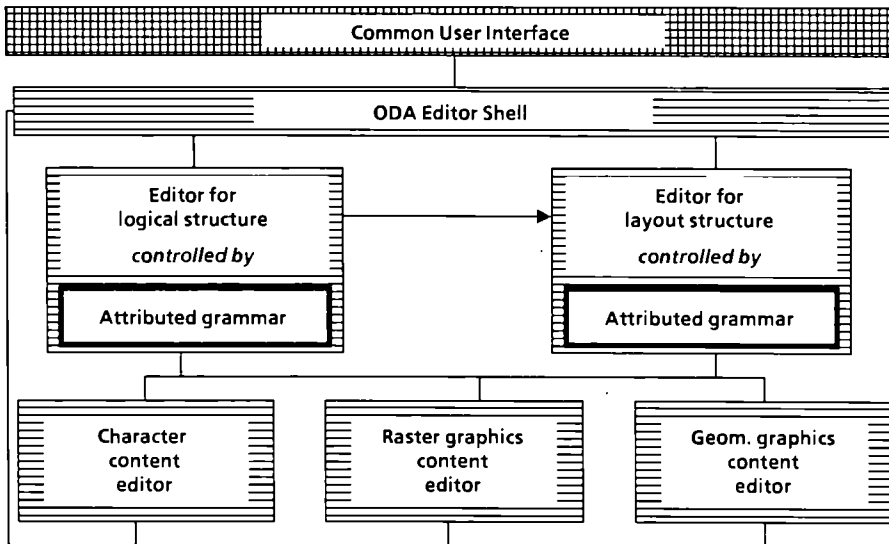 Common User Interface
ODA Editor Shell
Editor for
logical structure
controlled by
Attributed grammar
Editor for
layout structure
controlled by
Attributed grammar
Character
content
editor
Raster graphics
content
editor
Geom. graphics
content
editor